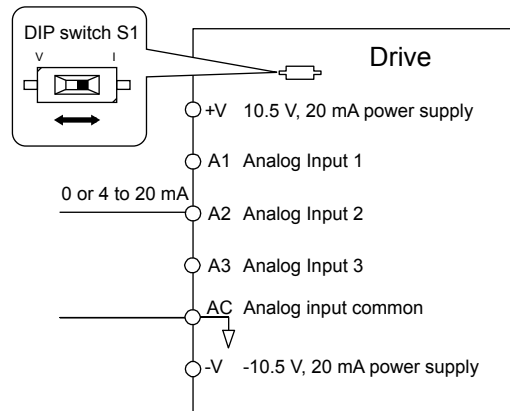 DIP switch S1
V I
Drive
+V 10.5 V, 20 mA power supply
A1 Analog Input 1
0 or 4 to 20 mA
A2 Analog Input 2
A3 Analog Input 3
AC Analog input common
-V -10.5 V, 20 mA power supply